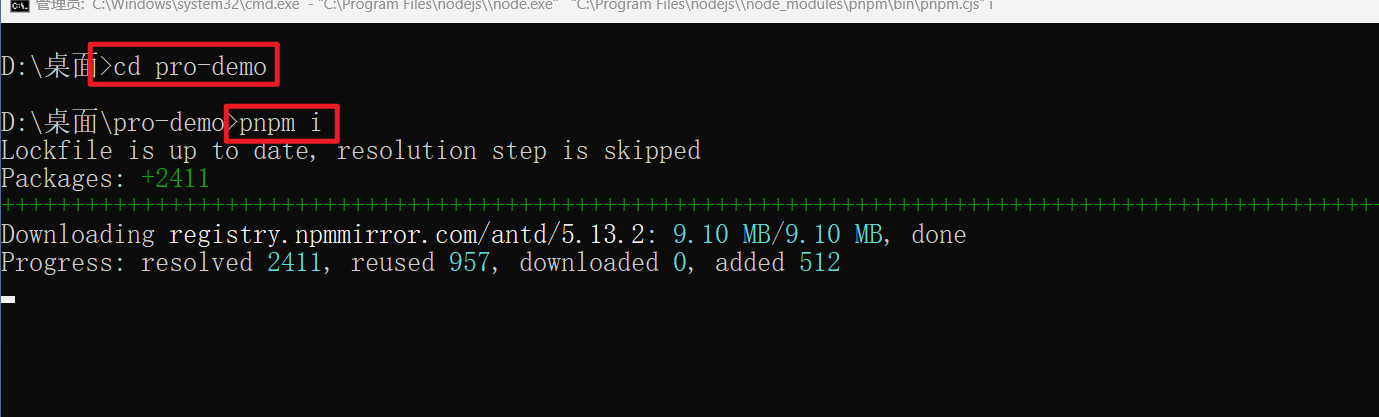 管理员: C:\Windows\system32\cmd.exe - "C:\Program Files\nodejs\\node.exe" "C:\Program Files\nodejs\\node_modules\pnpm\bin\pnpm.cjs" i
D:\桌面>cd pro-demo
D:\桌面\pro-demo>pnpm i
Lockfile is up to date, resolution step is skipped
Packages: +2411
++++++++++++++++++++++++++++++++++++++++++++++++++++++++++++++++++++++++++++++++++++++++++++++++++
Downloading registry.npmmirror.com/antd/5.13.2: 9.10 MB/9.10 MB, done
Progress: resolved 2411, reused 957, downloaded 0, added 512